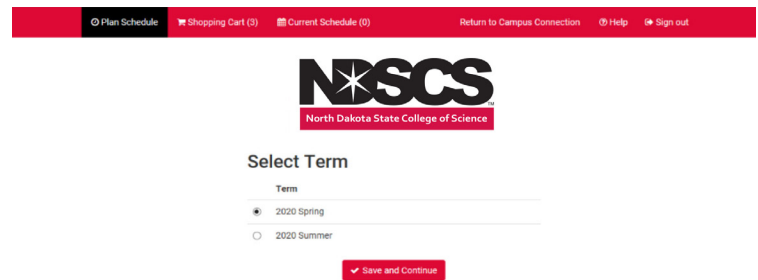 Plan Schedule Shopping Cart (3) Current Schedule (0) Return to Campus Connection Help Sign out
NDSCS
North Dakota State College of Science
Select Term
Term
2020 Spring
2020 Summer
Save and Continue